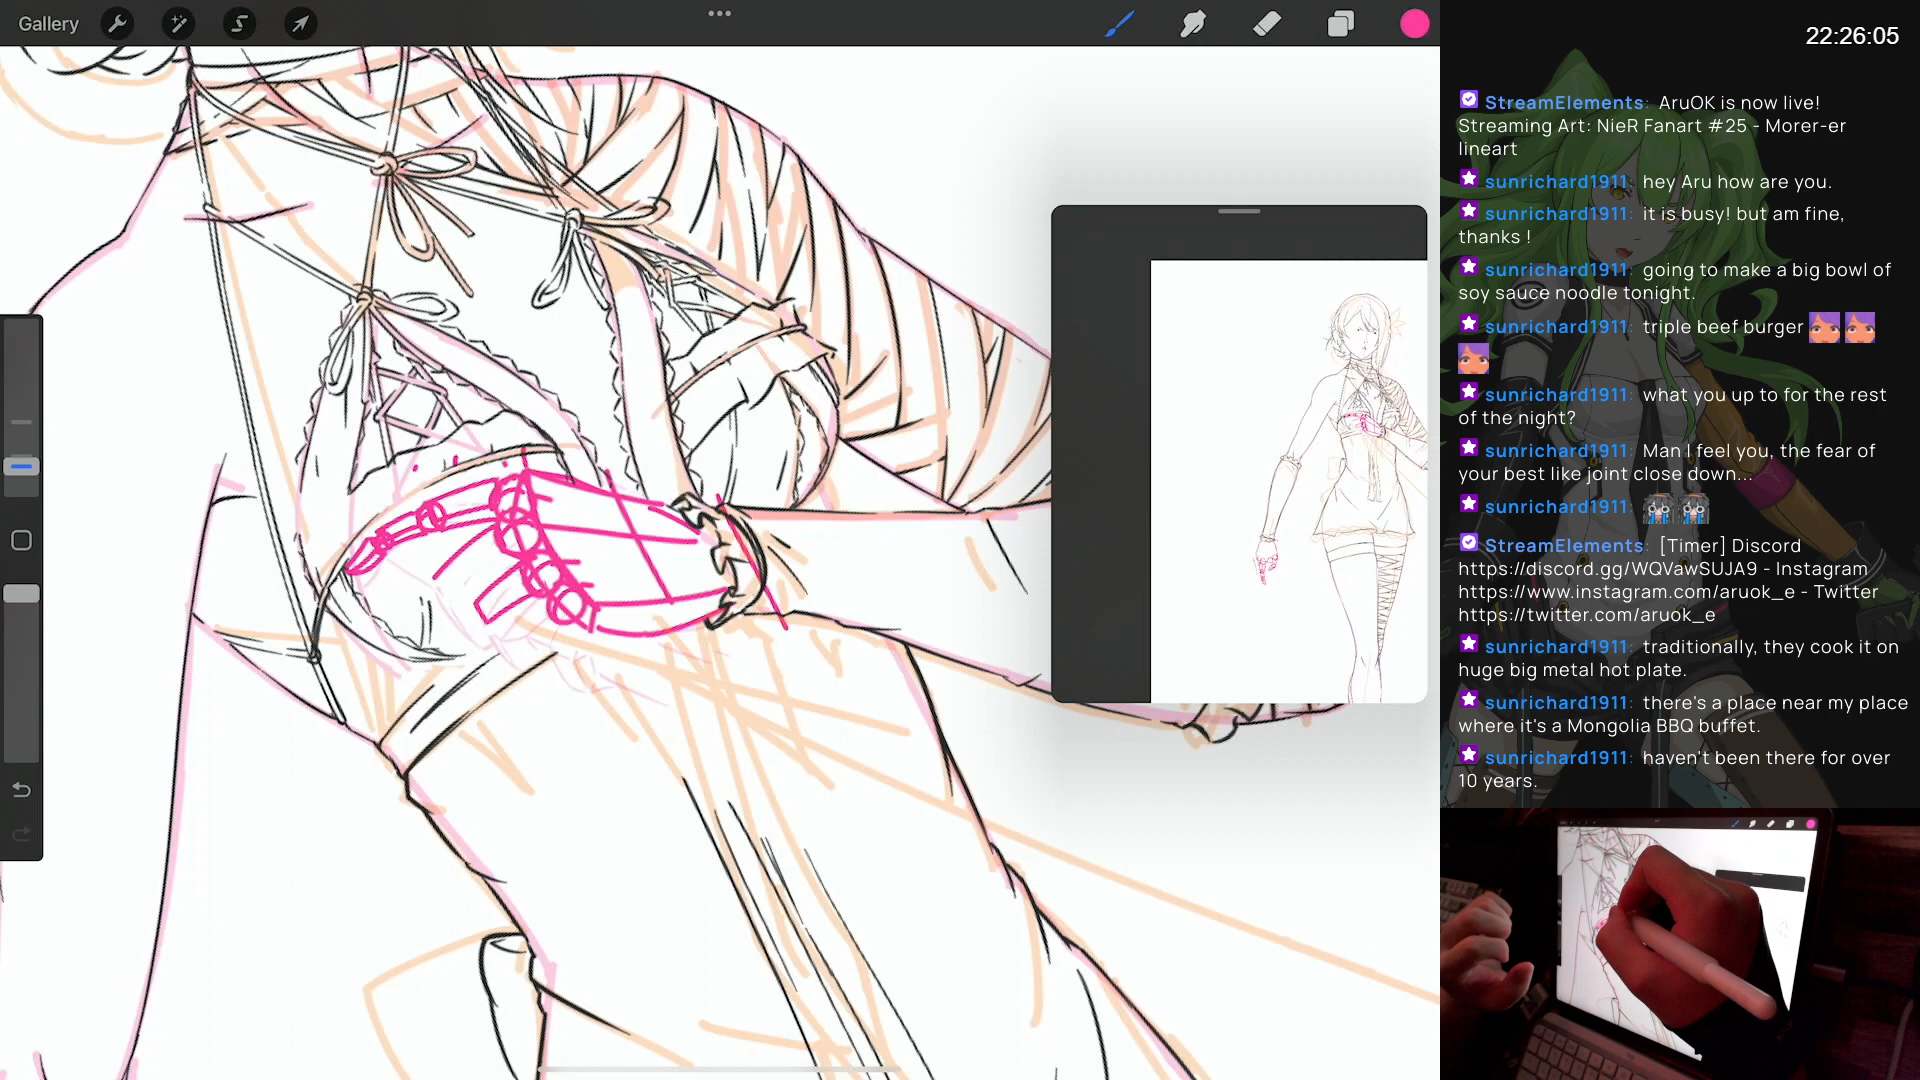 Gallery
22:26:05
StreamElements: AruOK is now live!
Streaming Art: NieR Fanart #25 - Morer-er
lineart
sunrichard1911: hey Aru how are you.
sunrichard1911: it is busy! but am fine,
thanks !
sunrichard1911: going to make a big bowl of
soy sauce noodle tonight.
sunrichard1911: triple beef burger
sunrichard1911: what you up to for the rest
of the night?
sunrichard1911: Man I feel you, the fear of
your best like joint close down...
sunrichard1911:
StreamElements: [Timer] Discord
https://discord.gg/WQVawSUJA9 - Instagram
https://www.instagram.com/aruok_e - Twitter
https://twitter.com/aruok_e
sunrichard1911: traditionally, they cook it on
huge big metal hot plate.
sunrichard1911: there's a place near my place
where it's a Mongolia BBQ buffet.
sunrichard1911: haven't been there for over
10 years.